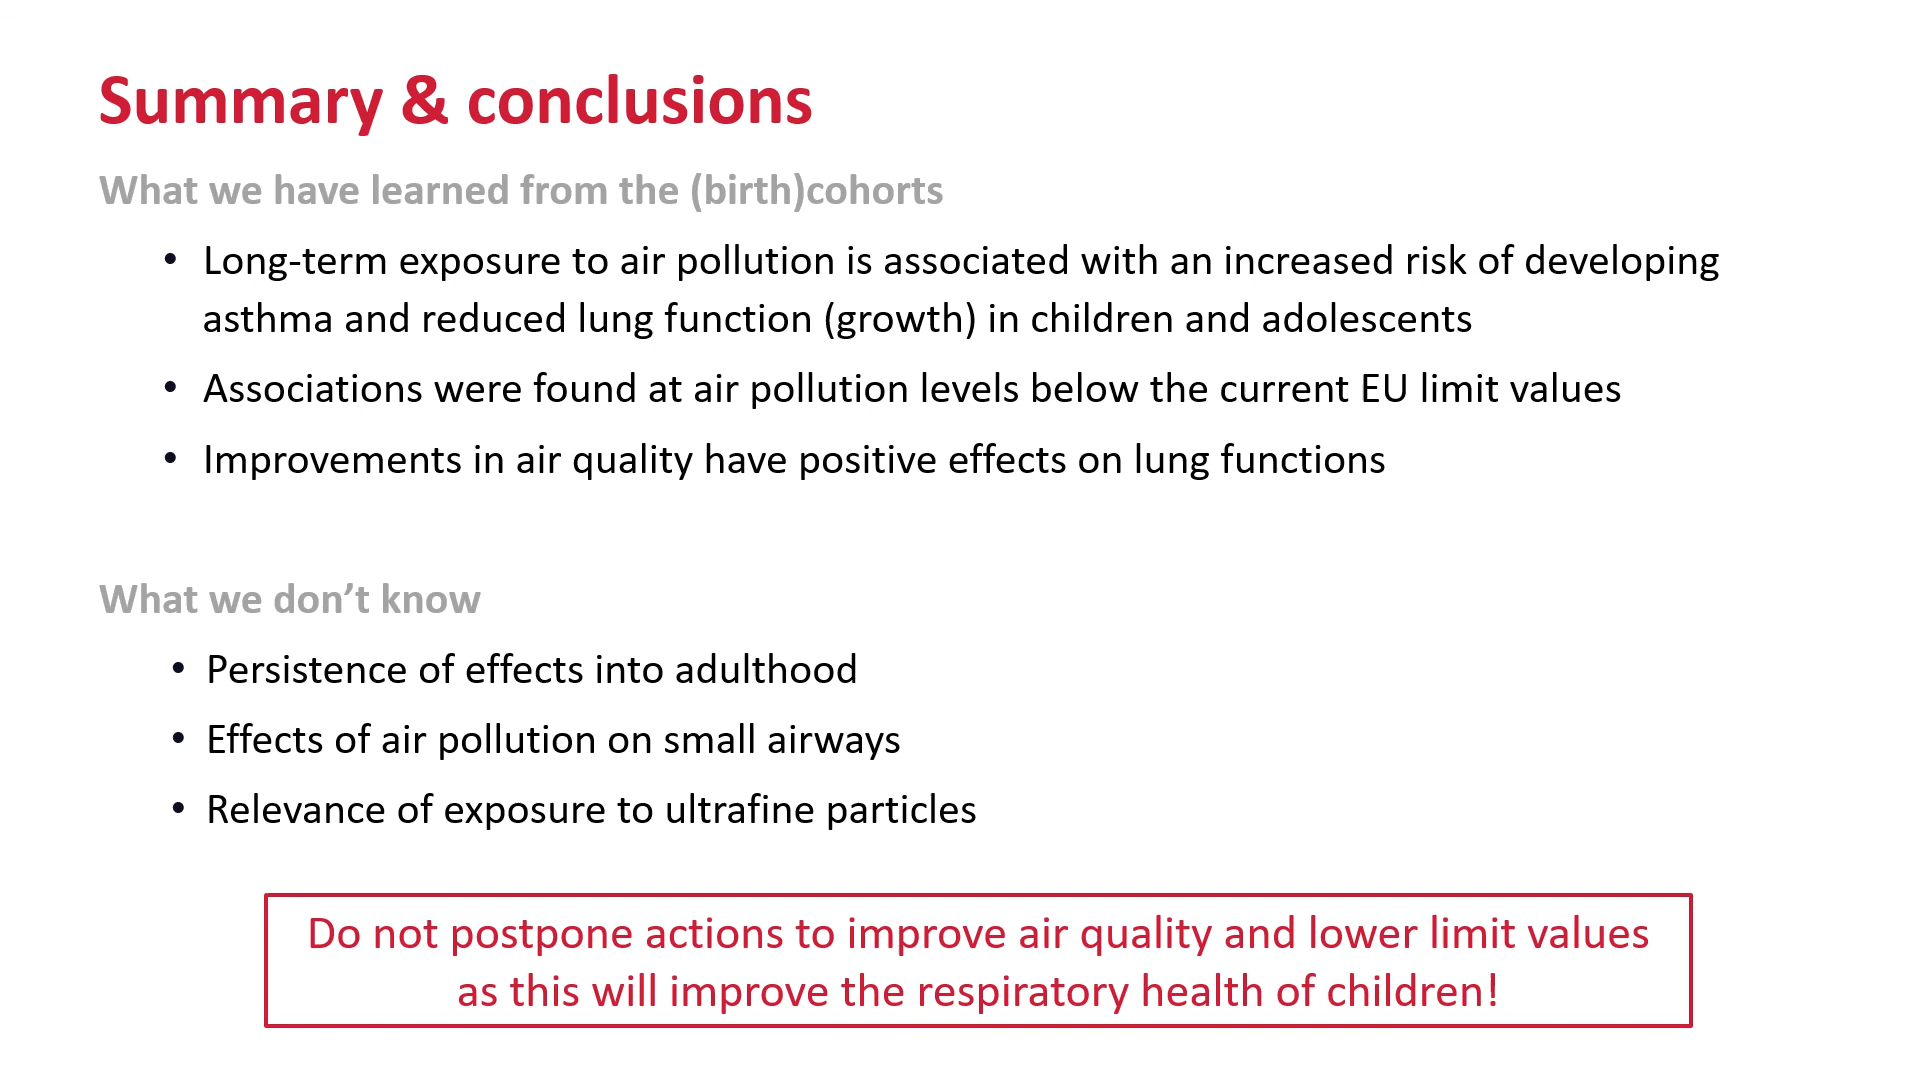 Summary & conclusions
What we have learned from the (birth)cohorts
• Long-term exposure to air pollution is associated with an increased risk of developing
asthma and reduced lung function (growth) in children and adolescents
• Associations were found at air pollution levels below the current EU limit values
• Improvements in air quality have positive effects on lung functions
What we don’t know
• Persistence of effects into adulthood
• Effects of air pollution on small airways
• Relevance of exposure to ultrafine particles
Do not postpone actions to improve air quality and lower limit values
as this will improve the respiratory health of children!